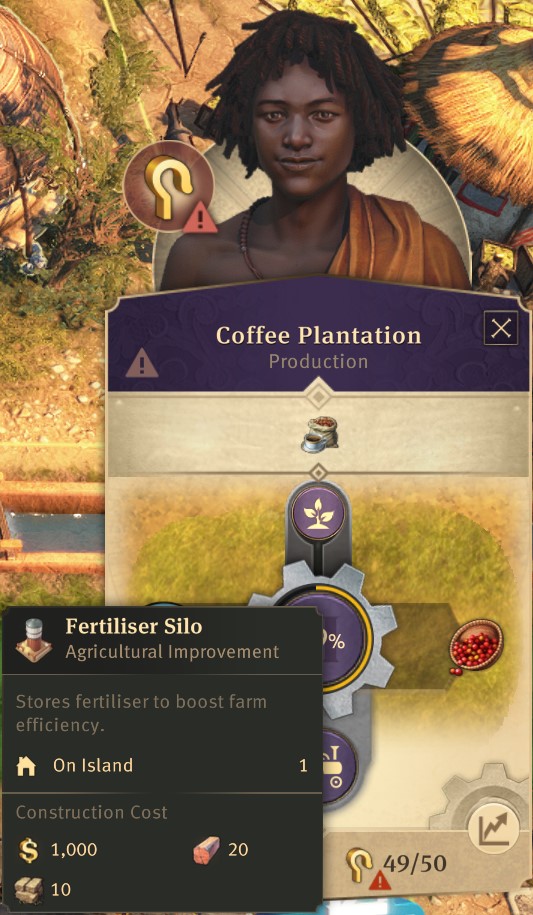 Coffee Plantation
Production
%
Fertiliser Silo
Agricultural Improvement
Stores fertiliser to boost farm
efficiency.
On Island 1
Construction Cost
1,000 20
10
49/50